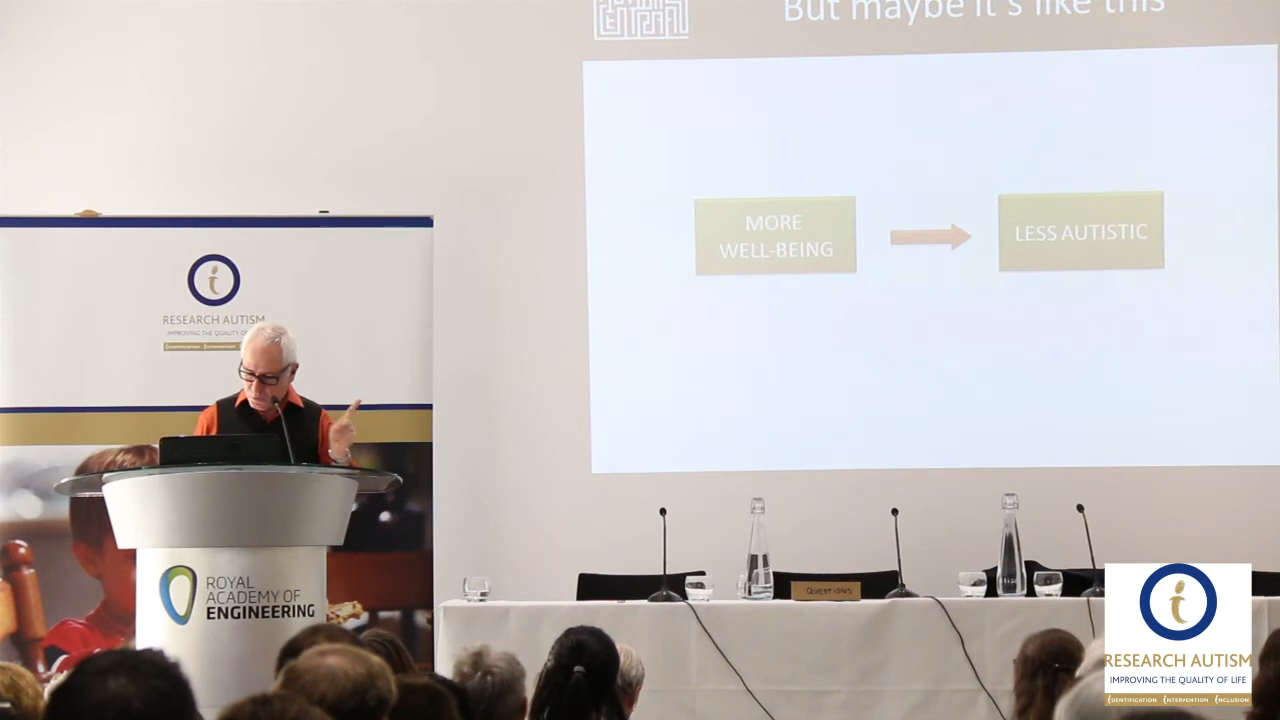 But maybe it's like this
MORE
WELL-BEING
LESS AUTISTIC
RESEARCH AUTISM
IMPROVING THE QUALITY OF
ROYAL
ACADEMY OF
ENGINEERING
QUESTIONS
RESEARCH AUTISM
IMPROVING THE QUALITY OF LIFE
IDENTIFICATION INTERVENTION INCLUSION